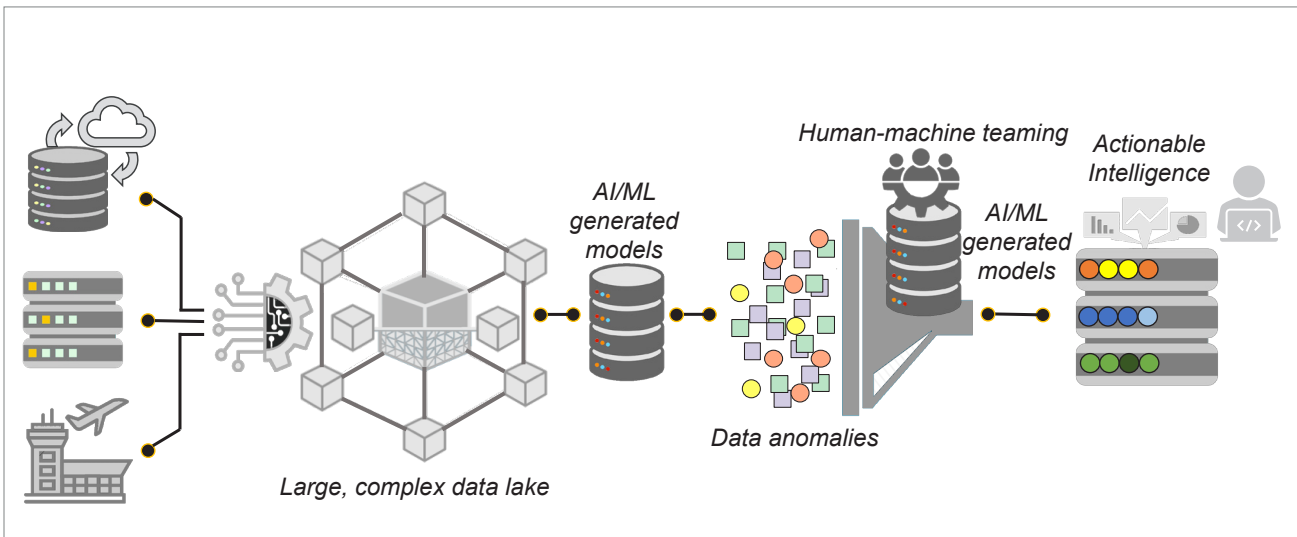 Large, complex data lake
AI/ML
generated
models
Data anomalies
Human-machine teaming
AI/ML
generated
models
Actionable
Intelligence
</>